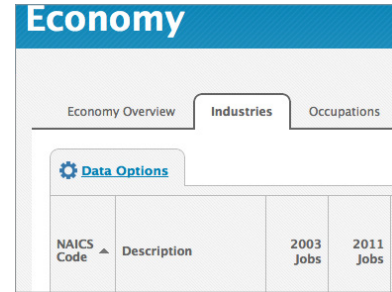 Economy
Economy Overview Industries Occupations
Data Options
NAICS Code Description 2003 Jobs 2011 Jobs